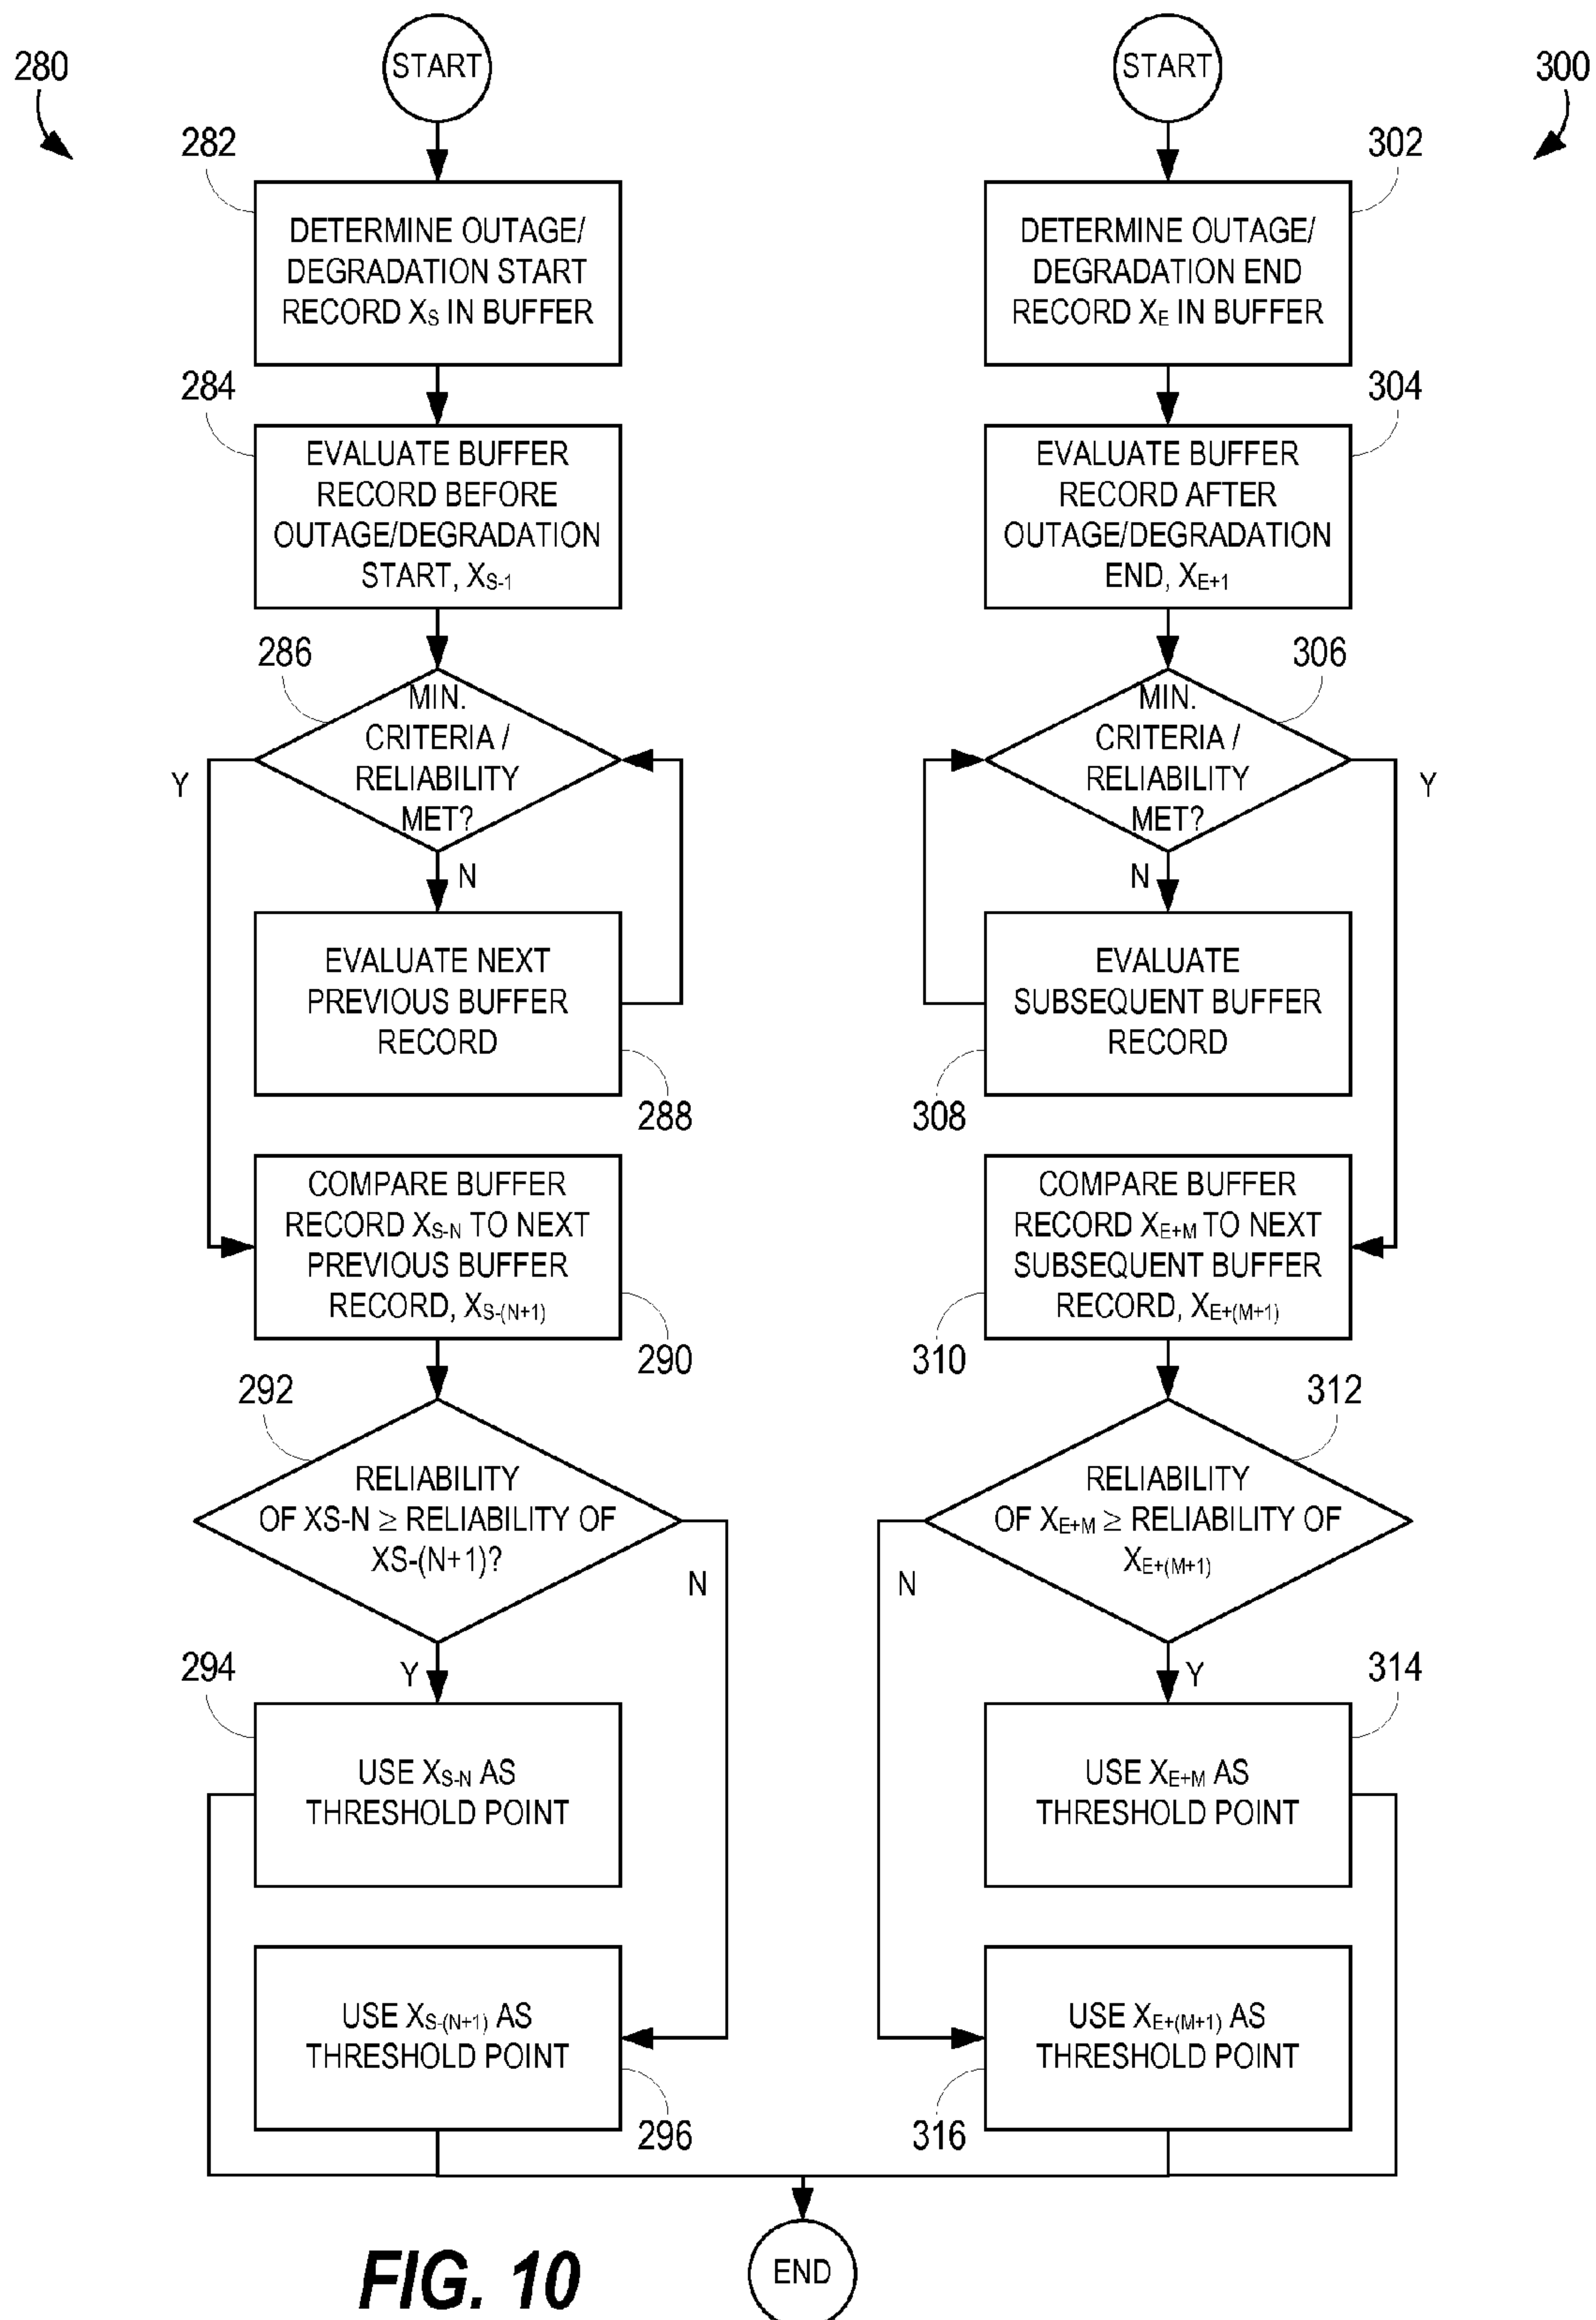 280
START
282
DETERMINE OUTAGE/
DEGRADATION START
RECORD XS IN BUFFER
284
EVALUATE BUFFER
RECORD BEFORE
OUTAGE/DEGRADATION
START, XS-1
286
MIN.
CRITERIA /
RELIABILITY
MET?
Y
N
EVALUATE NEXT
PREVIOUS BUFFER
RECORD
288
COMPARE BUFFER
RECORD XS-N TO NEXT
PREVIOUS BUFFER
RECORD, XS-(N+1)
290
292
RELIABILITY
OF XS-N ≥ RELIABILITY OF
XS-(N+1)?
N
Y
294
USE XS-N AS
THRESHOLD POINT
USE XS-(N+1) AS
THRESHOLD POINT
296
300
START
302
DETERMINE OUTAGE/
DEGRADATION END
RECORD XE IN BUFFER
304
EVALUATE BUFFER
RECORD AFTER
OUTAGE/DEGRADATION
END, XE+1
306
MIN.
CRITERIA /
RELIABILITY
MET?
Y
N
EVALUATE
SUBSEQUENT BUFFER
RECORD
308
COMPARE BUFFER
RECORD XE+M TO NEXT
SUBSEQUENT BUFFER
RECORD, XE+(M+1)
310
312
RELIABILITY
OF XE+M ≥ RELIABILITY OF
XE+(M+1)
N
Y
314
USE XE+M AS
THRESHOLD POINT
USE XE+(M+1) AS
THRESHOLD POINT
316
END
FIG. 10